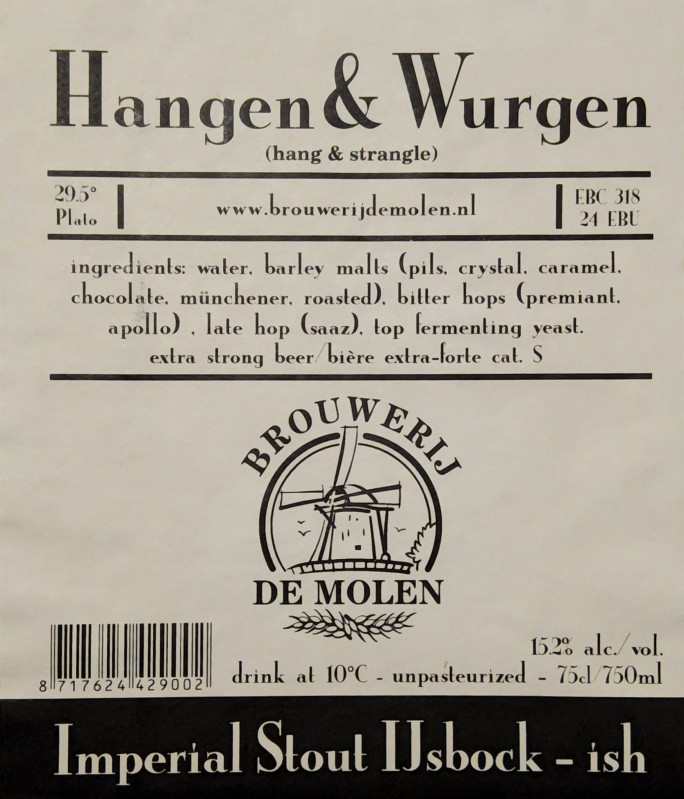 Hangen & Wurgen
(hang & strangle)
29.5°
Plato
www.brouwerijdemolen.nl
EBC 318
24 EBU
ingredients: water, barley malts (pils, crystal, caramel,
chocolate, münchener, roasted), bitter hops (premiant,
apollo) , late hop (saaz), top fermenting yeast.
extra strong beer/bière extra-forte cat. S
BROUWERIJ
DE MOLEN
15.2% alc./vol.
8 717624 429002
drink at 10°C - unpasteurized - 75cl/750ml
Imperial Stout IJsbock - ish